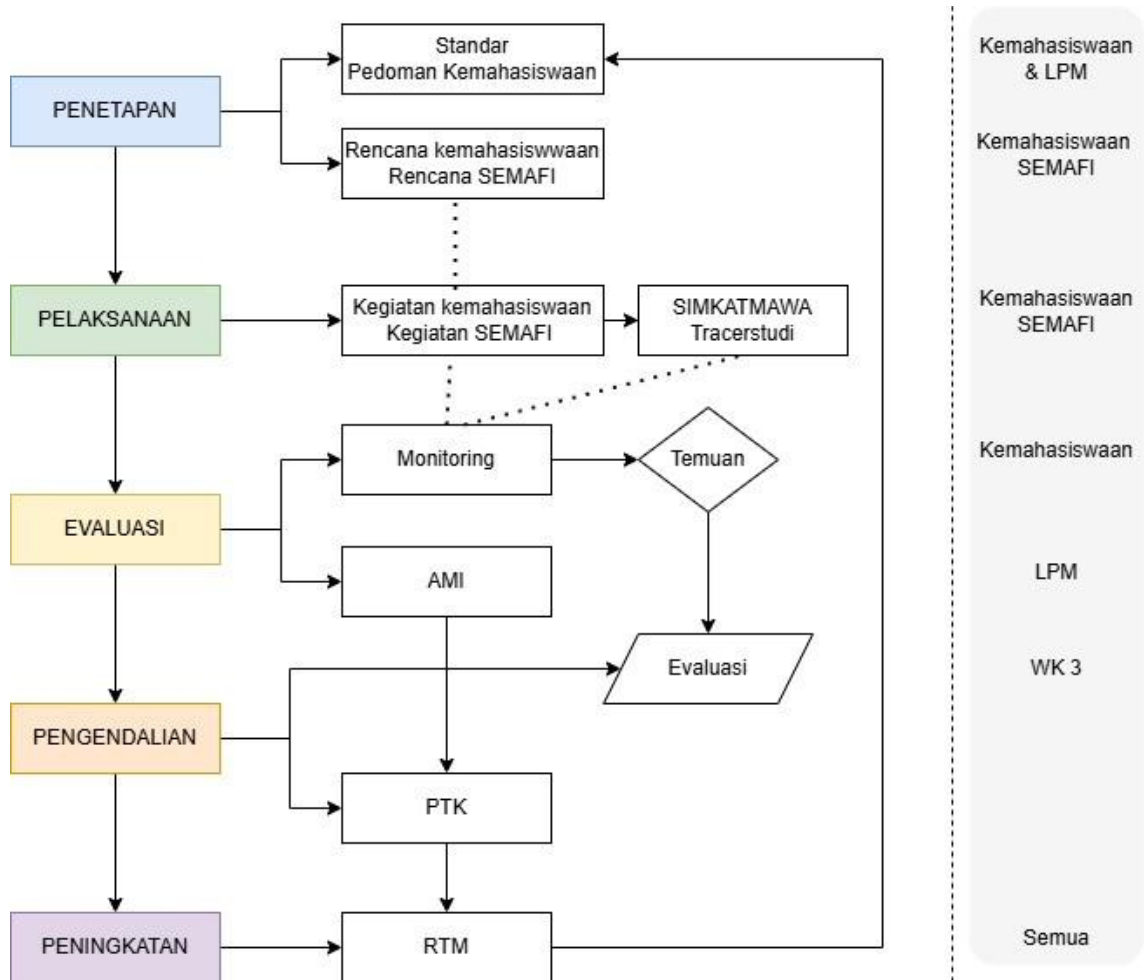 Standar
Pedoman Kemahasiswaan
Kemahasiswaan
& LPM
PENETAPAN
Rencana kemahasiswwaan
Rencana SEMAFI
Kemahasiswaan
SEMAFI
PELAKSANAAN
Kegiatan kemahasiswaan
Kegiatan SEMAFI
SIMKATMAWA
Tracerstudi
Kemahasiswaan
SEMAFI
Monitoring
Temuan
Kemahasiswaan
EVALUASI
AMI
LPM
Evaluasi
WK 3
PENGENDALIAN
PTK
PENINGKATAN
RTM
Semua